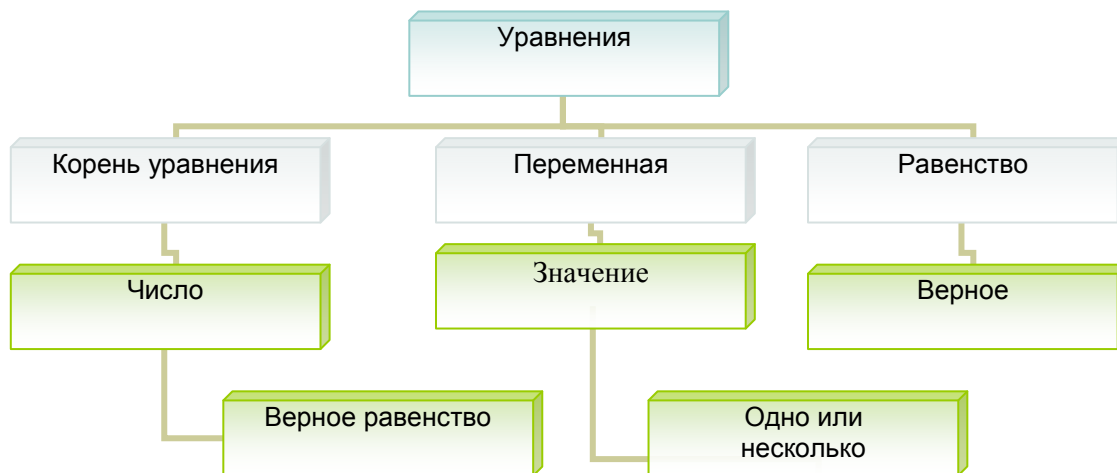 Уравнения
Корень уравнения
Переменная
Равенство
Число
Значение
Верное
Верное равенство
Одно или
несколько